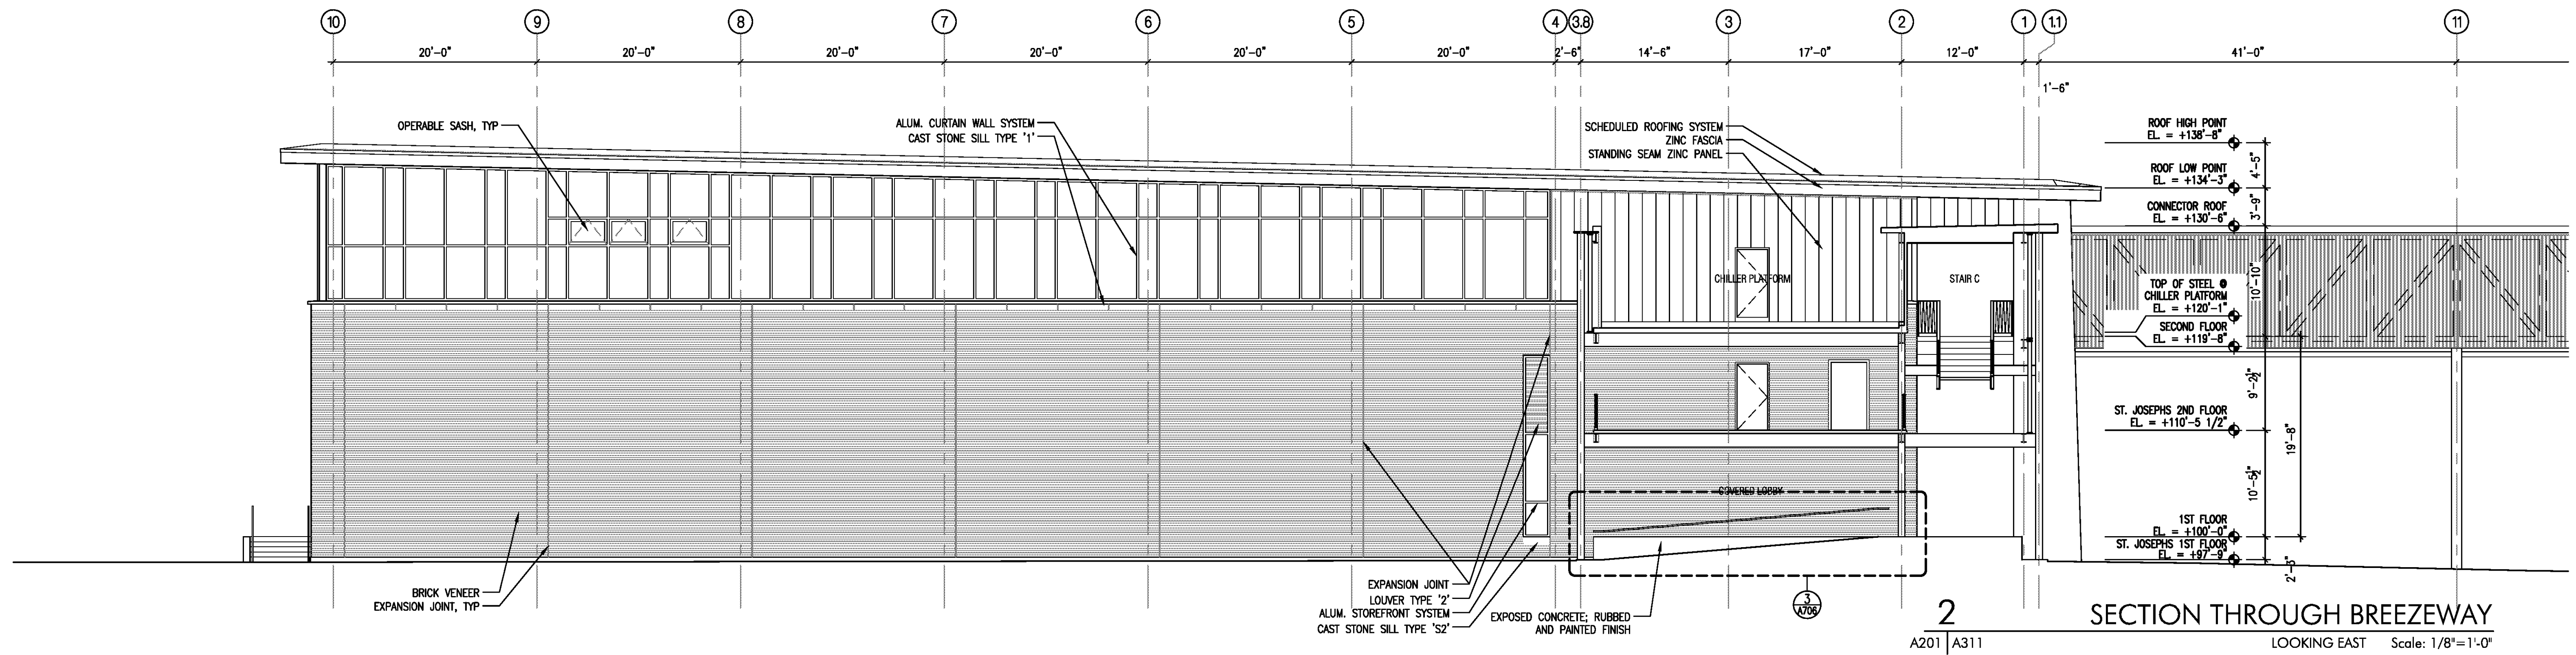 10 9 8 7 6 5 4 3.8 3 2 1 1.1 11
20'-0" 20'-0" 20'-0" 20'-0" 20'-0" 20'-0" 2'-6" 14'-6" 17'-0" 12'-0" 41'-0"
1'-6"
OPERABLE SASH, TYP
ALUM. CURTAIN WALL SYSTEM
CAST STONE SILL TYPE '1'
SCHEDULED ROOFING SYSTEM
ZINC FASCIA
STANDING SEAM ZINC PANEL
ROOF HIGH POINT
EL. = +138'-8"
4'-5"
ROOF LOW POINT
EL. = +134'-3"
3'-9"
CONNECTOR ROOF
EL. = +130'-6"
10'-10"
CHILLER PLATFORM
STAIR C
TOP OF STEEL @
CHILLER PLATFORM
EL. = +120'-1"
SECOND FLOOR
EL. = +119'-8"
9'-2½"
ST. JOSEPHS 2ND FLOOR
EL. = +110'-5 1/2"
19'-8"
10'-5½"
COVERED LOBBY
1ST FLOOR
EL. = +100'-0"
ST. JOSEPHS 1ST FLOOR
EL. = +97'-9"
2'-3"
BRICK VENEER
EXPANSION JOINT, TYP
EXPANSION JOINT
LOUVER TYPE '2'
ALUM. STOREFRONT SYSTEM
CAST STONE SILL TYPE 'S2'
EXPOSED CONCRETE; RUBBED
AND PAINTED FINISH
3
A706
2 SECTION THROUGH BREEZEWAY
A201 A311 LOOKING EAST Scale: 1/8"=1'-0"